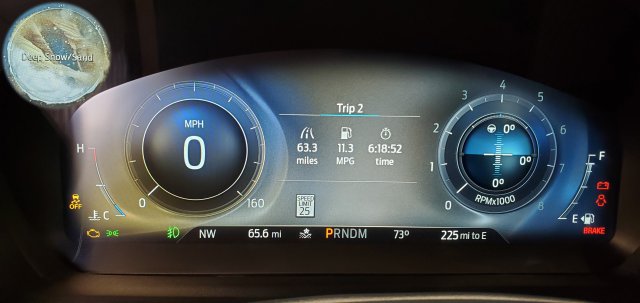 Deep Snow/Sand
Trip 2
63.3 11.3 6:18:52
miles MPG time
MPH
0
0 160
H
C
OFF
SPEED
LIMIT
25
0 1 2 3 4 5 6 7 8
0°
0° 0°
0°
RPMx1000
F
E
BRAKE
NW 65.6 mi PRNDM 73° 225 mi to E